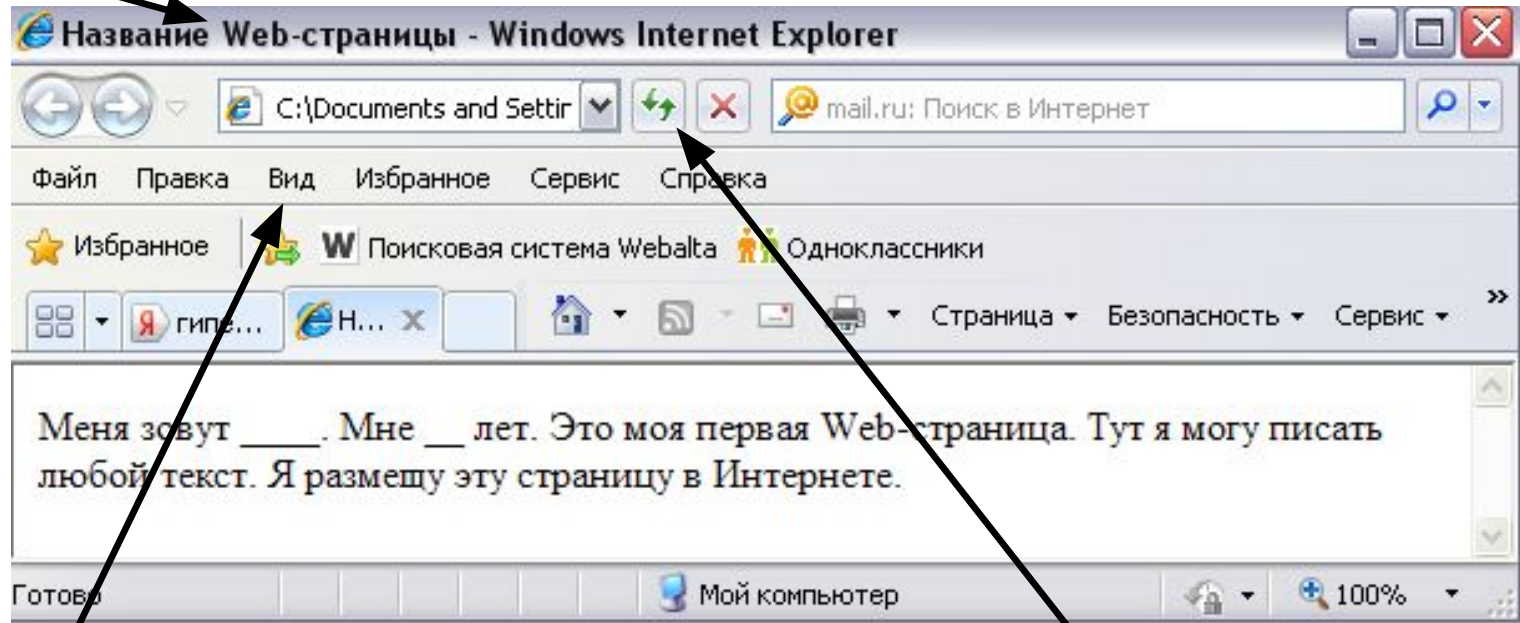 Название Web-страницы - Windows Internet Explorer
C:\Documents and Settir mail.ru: Поиск в Интернет
Файл Правка Вид Избранное Сервис Справка
Избранное W Поисковая система Webalta Одноклассники
Я гипе... Н... Страница Безопасность Сервис »
Меня зовут ____. Мне __ лет. Это моя первая Web-страница. Тут я могу писать
любой текст. Я размещу эту страницу в Интернете.
Готово Мой компьютер 100%